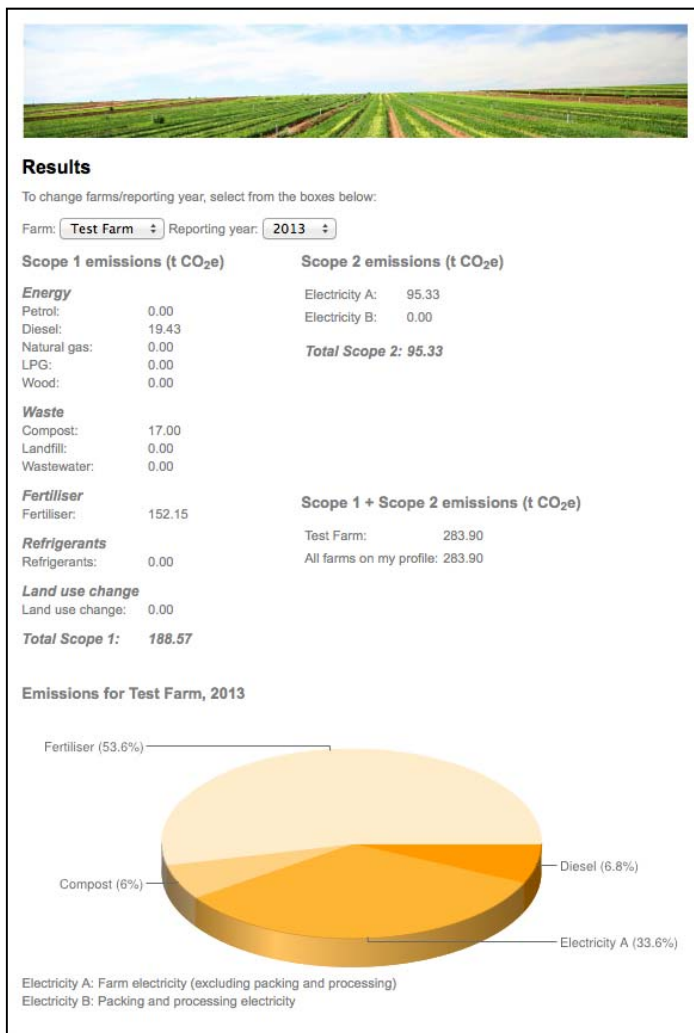 Results
To change farms/reporting year, select from the boxes below:
Farm: Test Farm Reporting year: 2013
Scope 1 emissions (t CO₂e)
Energy
Petrol: 0.00
Diesel: 19.43
Natural gas: 0.00
LPG: 0.00
Wood: 0.00
Waste
Compost: 17.00
Landfill: 0.00
Wastewater: 0.00
Fertiliser
Fertiliser: 152.15
Refrigerants
Refrigerants: 0.00
Land use change
Land use change: 0.00
Total Scope 1: 188.57
Scope 2 emissions (t CO₂e)
Electricity A: 95.33
Electricity B: 0.00
Total Scope 2: 95.33
Scope 1 + Scope 2 emissions (t CO₂e)
Test Farm: 283.90
All farms on my profile: 283.90
Emissions for Test Farm, 2013
Fertiliser (53.6%)
Diesel (6.8%)
Compost (6%)
Electricity A (33.6%)
Electricity A: Farm electricity (excluding packing and processing)
Electricity B: Packing and processing electricity